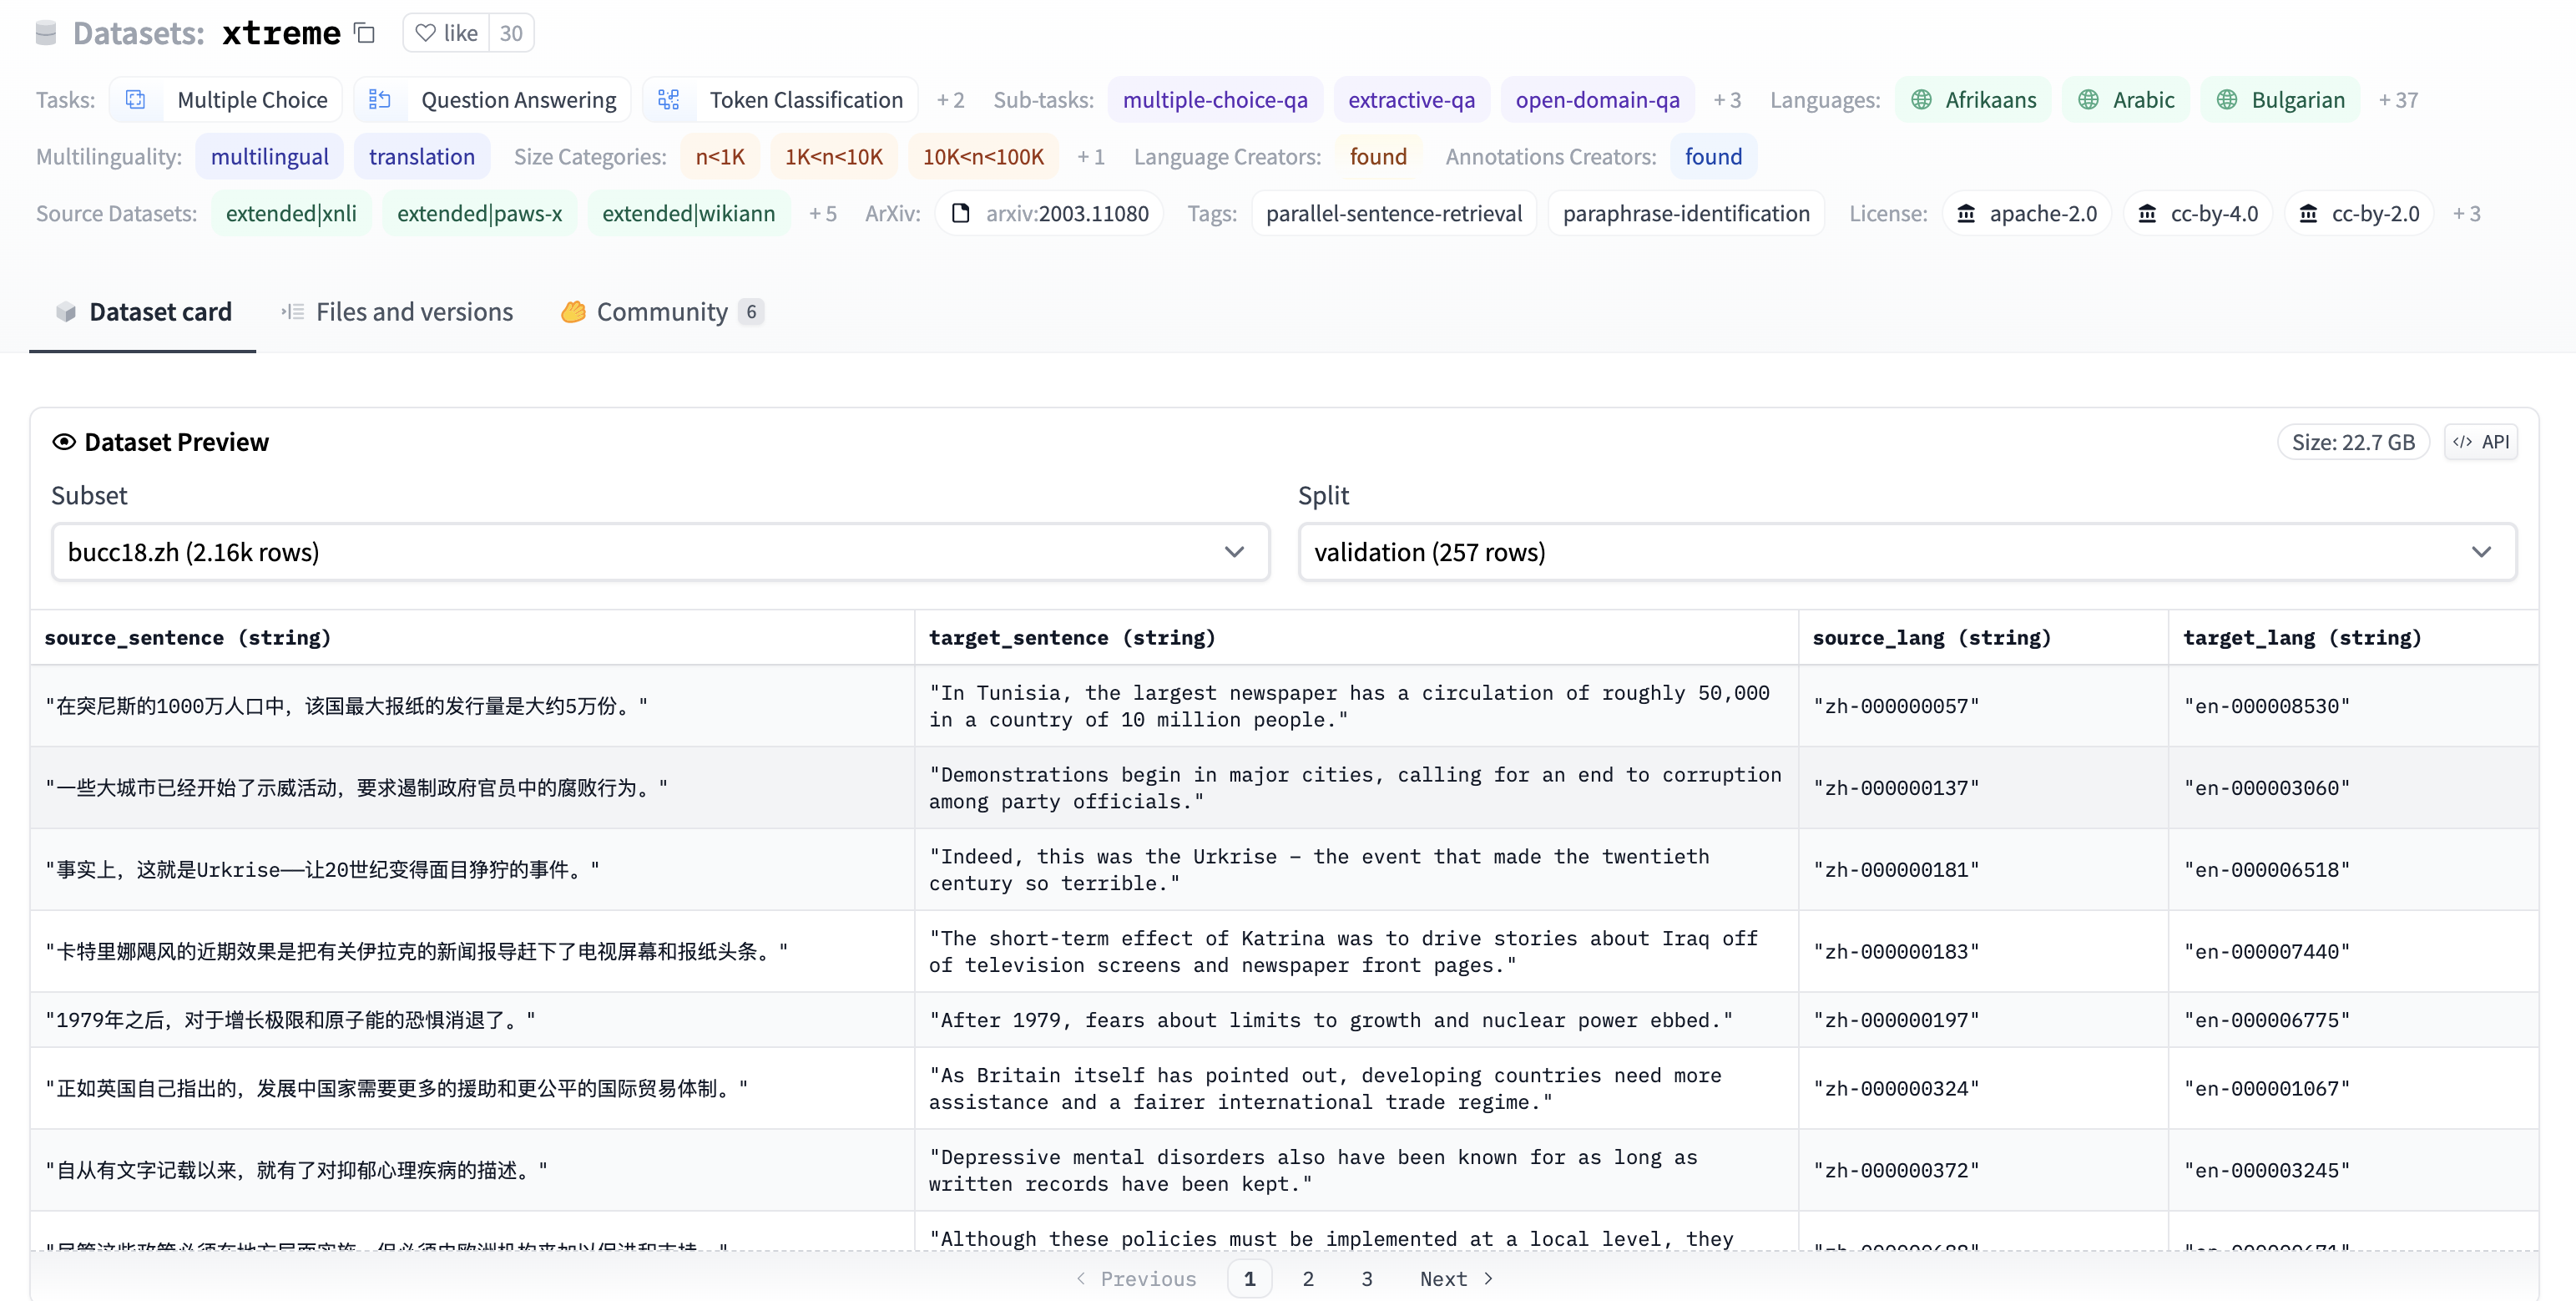 Datasets: xtreme like 30
Tasks: Multiple Choice Question Answering Token Classification + 2 Sub-tasks: multiple-choice-qa extractive-qa open-domain-qa + 3 Languages: Afrikaans Arabic Bulgarian + 37
Multilinguality: multilingual translation Size Categories: n<1K 1K<n<10K 10K<n<100K + 1 Language Creators: found Annotations Creators: found
Source Datasets: extended|xnli extended|paws-x extended|wikiann + 5 ArXiv: arxiv:2003.11080 Tags: parallel-sentence-retrieval paraphrase-identification License: apache-2.0 cc-by-4.0 cc-by-2.0 + 3
Dataset card Files and versions Community 6
Dataset Preview Size: 22.7 GB </> API
Subset Split
bucc18.zh (2.16k rows) validation (257 rows)
source_sentence (string) target_sentence (string) source_lang (string) target_lang (string)
"在突尼斯的1000万人口中，该国最大报纸的发行量是大约5万份。" "In Tunisia, the largest newspaper has a circulation of roughly 50,000
in a country of 10 million people." "zh-000000057" "en-000008530"
"一些大城市已经开始了示威活动，要求遏制政府官员中的腐败行为。" "Demonstrations begin in major cities, calling for an end to corruption
among party officials." "zh-000000137" "en-000003060"
"事实上，这就是Urkrise——让20世纪变得面目狰狞的事件。" "Indeed, this was the Urkrise – the event that made the twentieth
century so terrible." "zh-000000181" "en-000006518"
"卡特里娜飓风的近期效果是把有关伊拉克的新闻报导赶下了电视屏幕和报纸头条。" "The short-term effect of Katrina was to drive stories about Iraq off
of television screens and newspaper front pages." "zh-000000183" "en-000007440"
"1979年之后，对于增长极限和原子能的恐惧消退了。" "After 1979, fears about limits to growth and nuclear power ebbed." "zh-000000197" "en-000006775"
"正如英国自己指出的，发展中国家需要更多的援助和更公平的国际贸易体制。" "As Britain itself has pointed out, developing countries need more
assistance and a fairer international trade regime." "zh-000000324" "en-000001067"
"自从有文字记载以来，就有了对抑郁心理疾病的描述。" "Depressive mental disorders also have been known for as long as
written records have been kept." "zh-000000372" "en-000003245"
"Although these policies must be implemented at a local level, they
Previous 1 2 3 Next